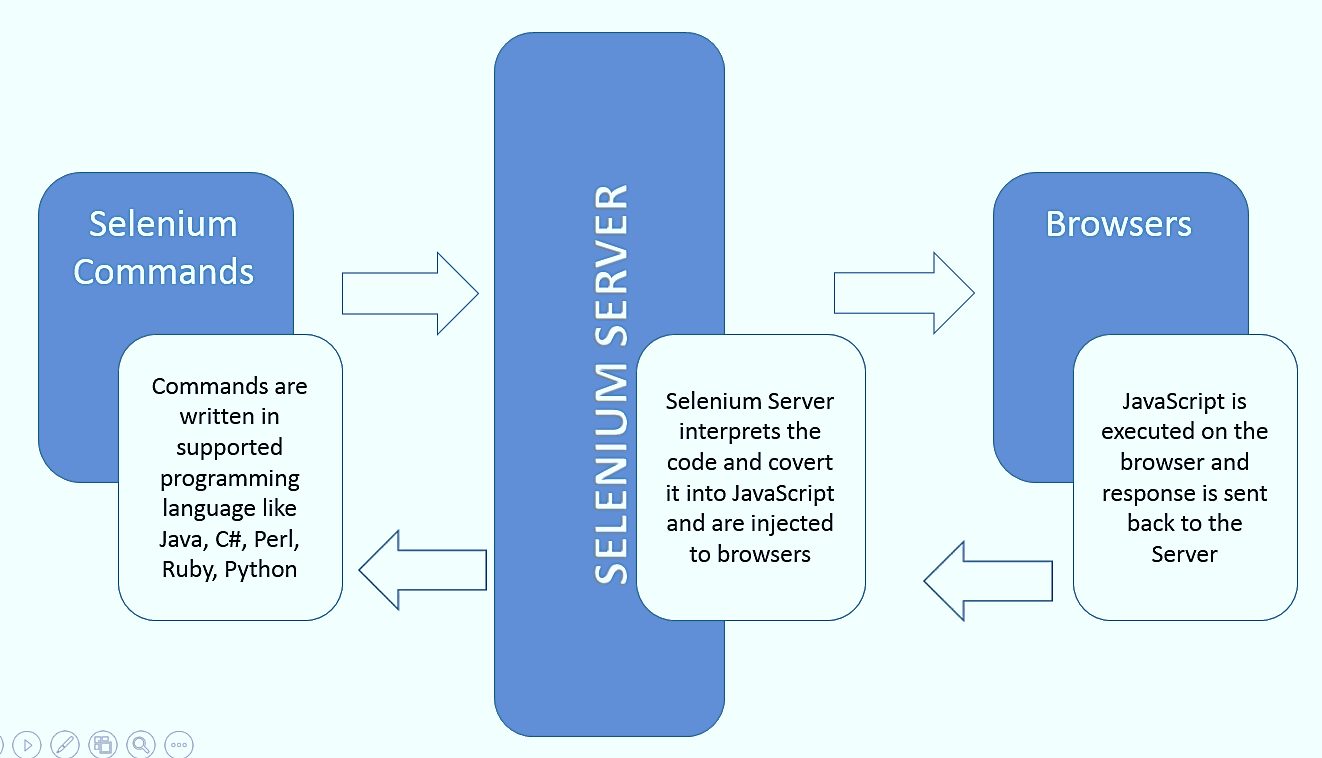 Selenium
Commands
Commands are
written in
supported
programming
language like
Java, C#, Perl,
Ruby, Python
SELENIUM SERVER
Selenium Server
interprets the
code and covert
it into JavaScript
and are injected
to browsers
Browsers
JavaScript is
executed on the
browser and
response is sent
back to the
Server